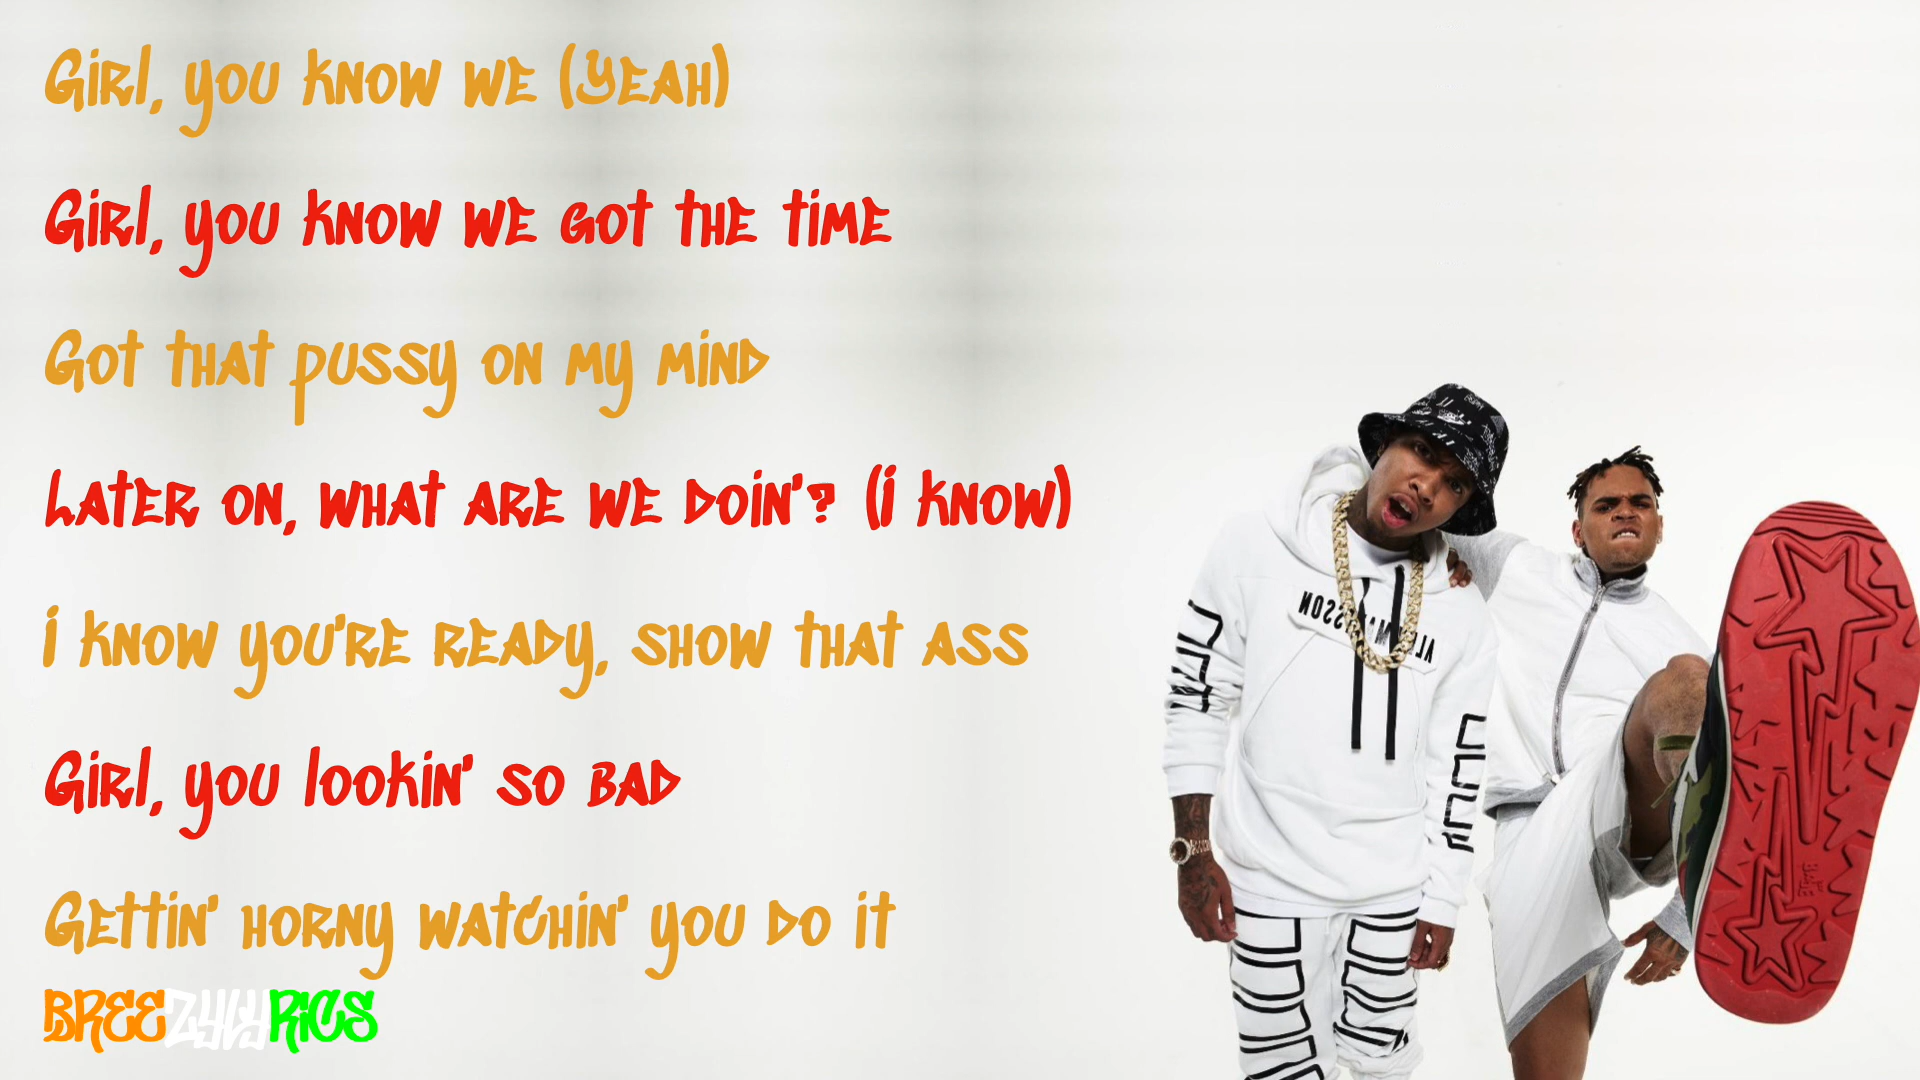 Girl, you know we (yeah)
Girl, you know we got the time
Got that pussy on my mind
Later on, what are we doin'? (I know)
I know you're ready, show that ass
Girl, you lookin' so bad
Gettin' horny watchin' you do it
BREEZYLYRICS